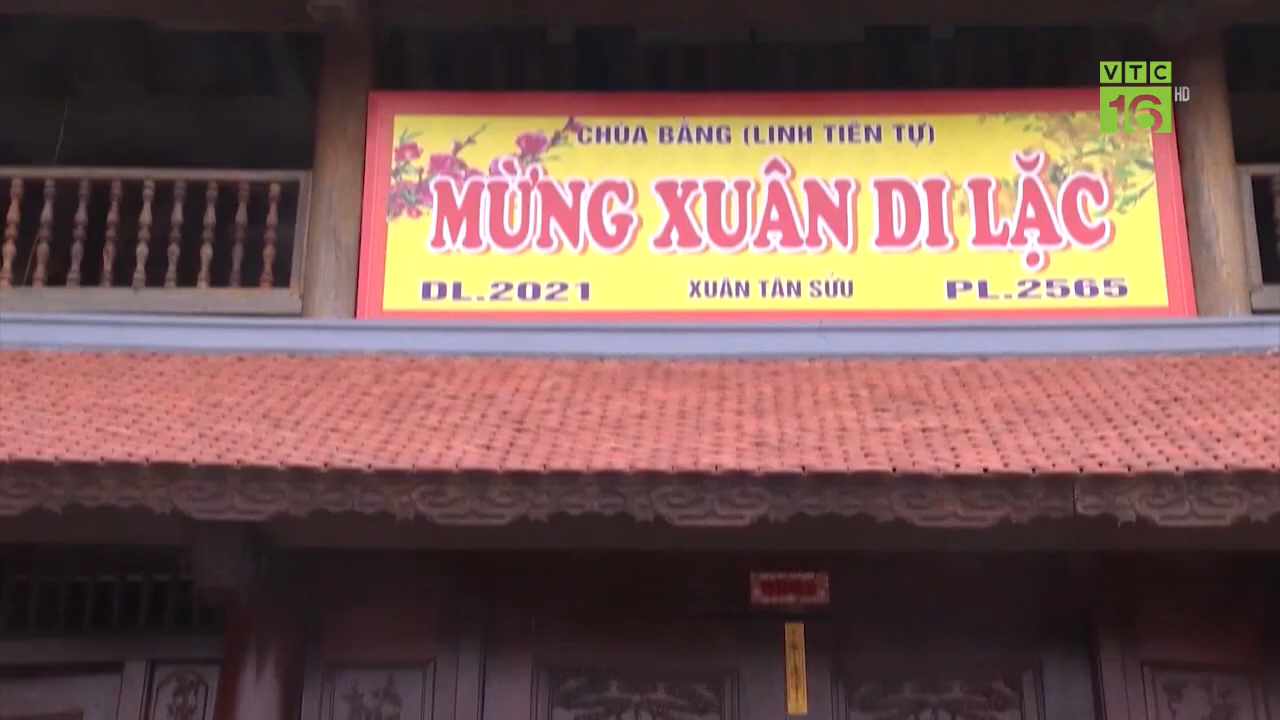 VTC
16 HD
CHÙA BẰNG (LINH TIÊN TỰ)
MỪNG XUÂN DI LẶC
DL.2021 XUÂN TÂN SỬU PL.2565